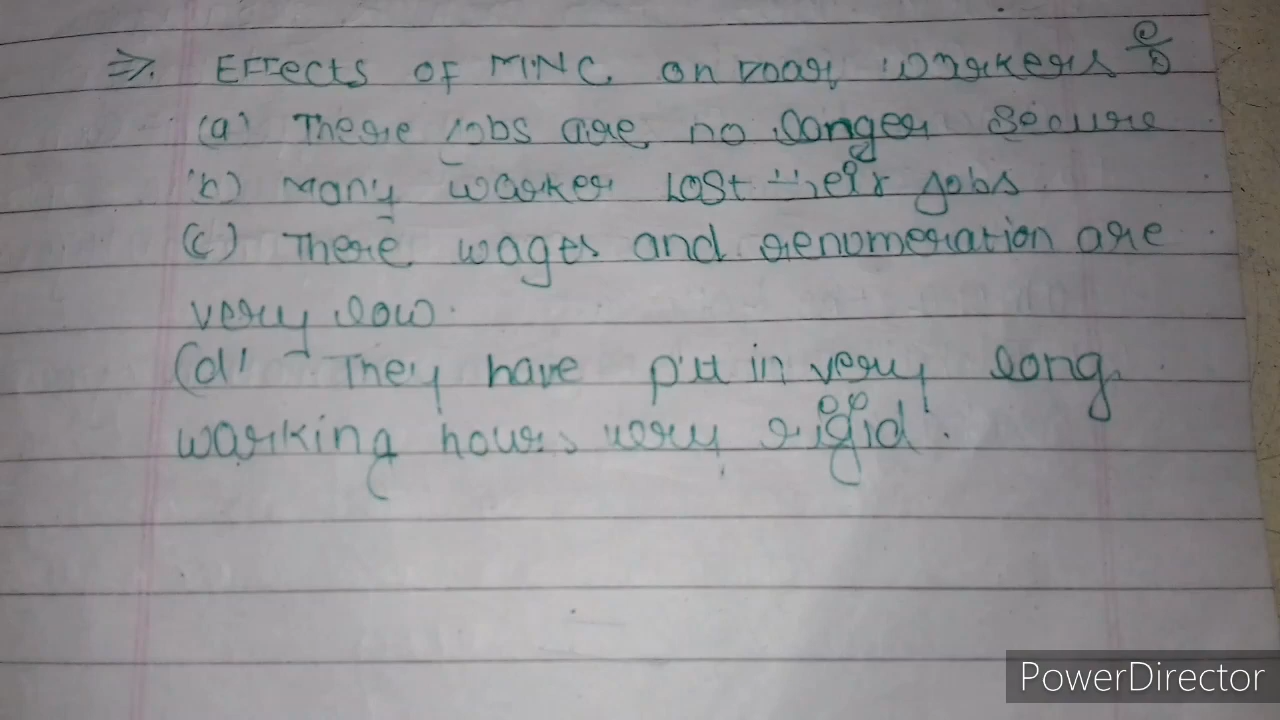 ⇒ Effects of MNC on poor workers :
(a) There jobs are no longer secure
(b) Many worker Lost their jobs
(c) There wages and renomeration are
very low.
(d) They have put in very long
working hours very rigid.
PowerDirector